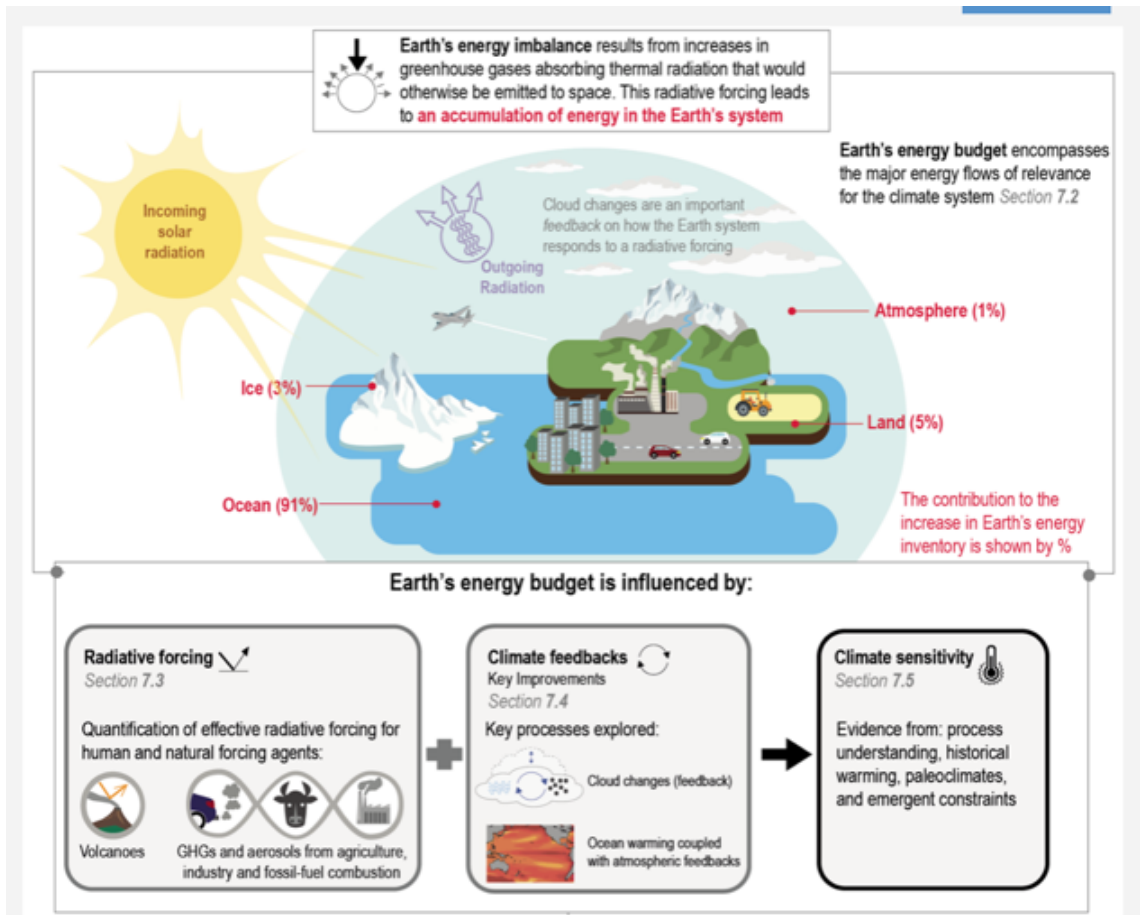 Earth's energy imbalance results from increases in
greenhouse gases absorbing thermal radiation that would
otherwise be emitted to space. This radiative forcing leads
to an accumulation of energy in the Earth's system
Earth's energy budget encompasses
the major energy flows of relevance
for the climate system Section 7.2
Incoming
solar
radiation
Cloud changes are an important
feedback on how the Earth system
responds to a radiative forcing
Outgoing
Radiation
Atmosphere (1%)
Ice (3%)
Land (5%)
Ocean (91%)
The contribution to the
increase in Earth's energy
inventory is shown by %
Earth's energy budget is influenced by:
Radiative forcing
Section 7.3
Quantification of effective radiative forcing for
human and natural forcing agents:
Volcanoes
GHGs and aerosols from agriculture,
industry and fossil-fuel combustion
Climate feedbacks
Key Improvements
Section 7.4
Key processes explored:
Cloud changes (feedback)
Ocean warming coupled
with atmospheric feedbacks
Climate sensitivity
Section 7.5
Evidence from: process
understanding, historical
warming, paleoclimates,
and emergent constraints